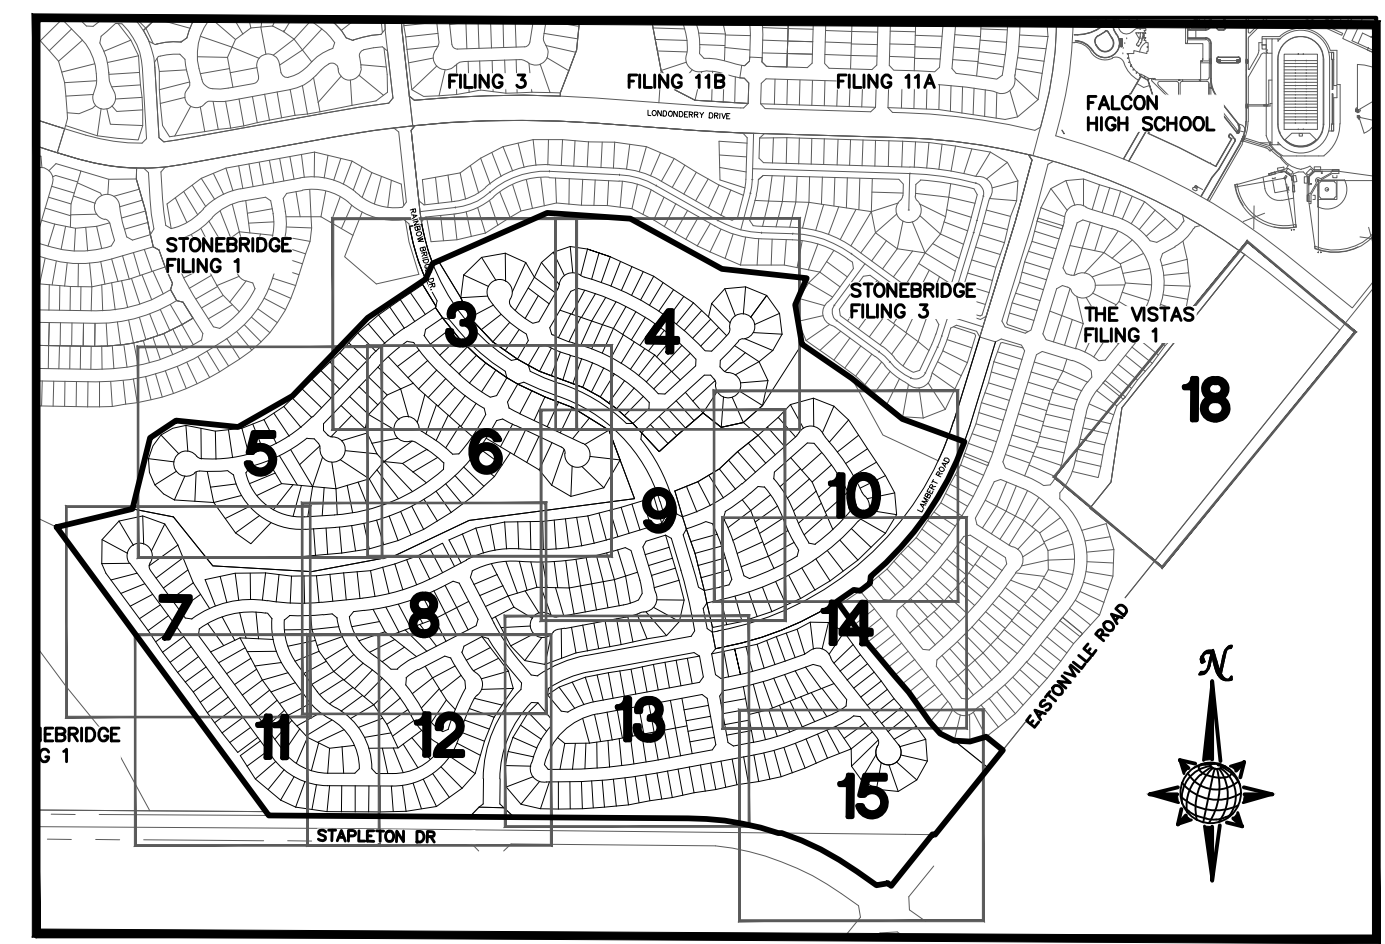 FILING 3
FILING 11B
FILING 11A
LONDONDERRY DRIVE
FALCON
HIGH SCHOOL
RAINBOW BRIDGE DR.
STONEBRIDGE
FILING 1
STONEBRIDGE
FILING 3
THE VISTAS
FILING 1
3
4
18
5
6
9
10
LAMBERT ROAD
7
8
14
EASTONVILLE ROAD
N
11
12
13
15
NEBRIDGE
G 1
STAPLETON DR